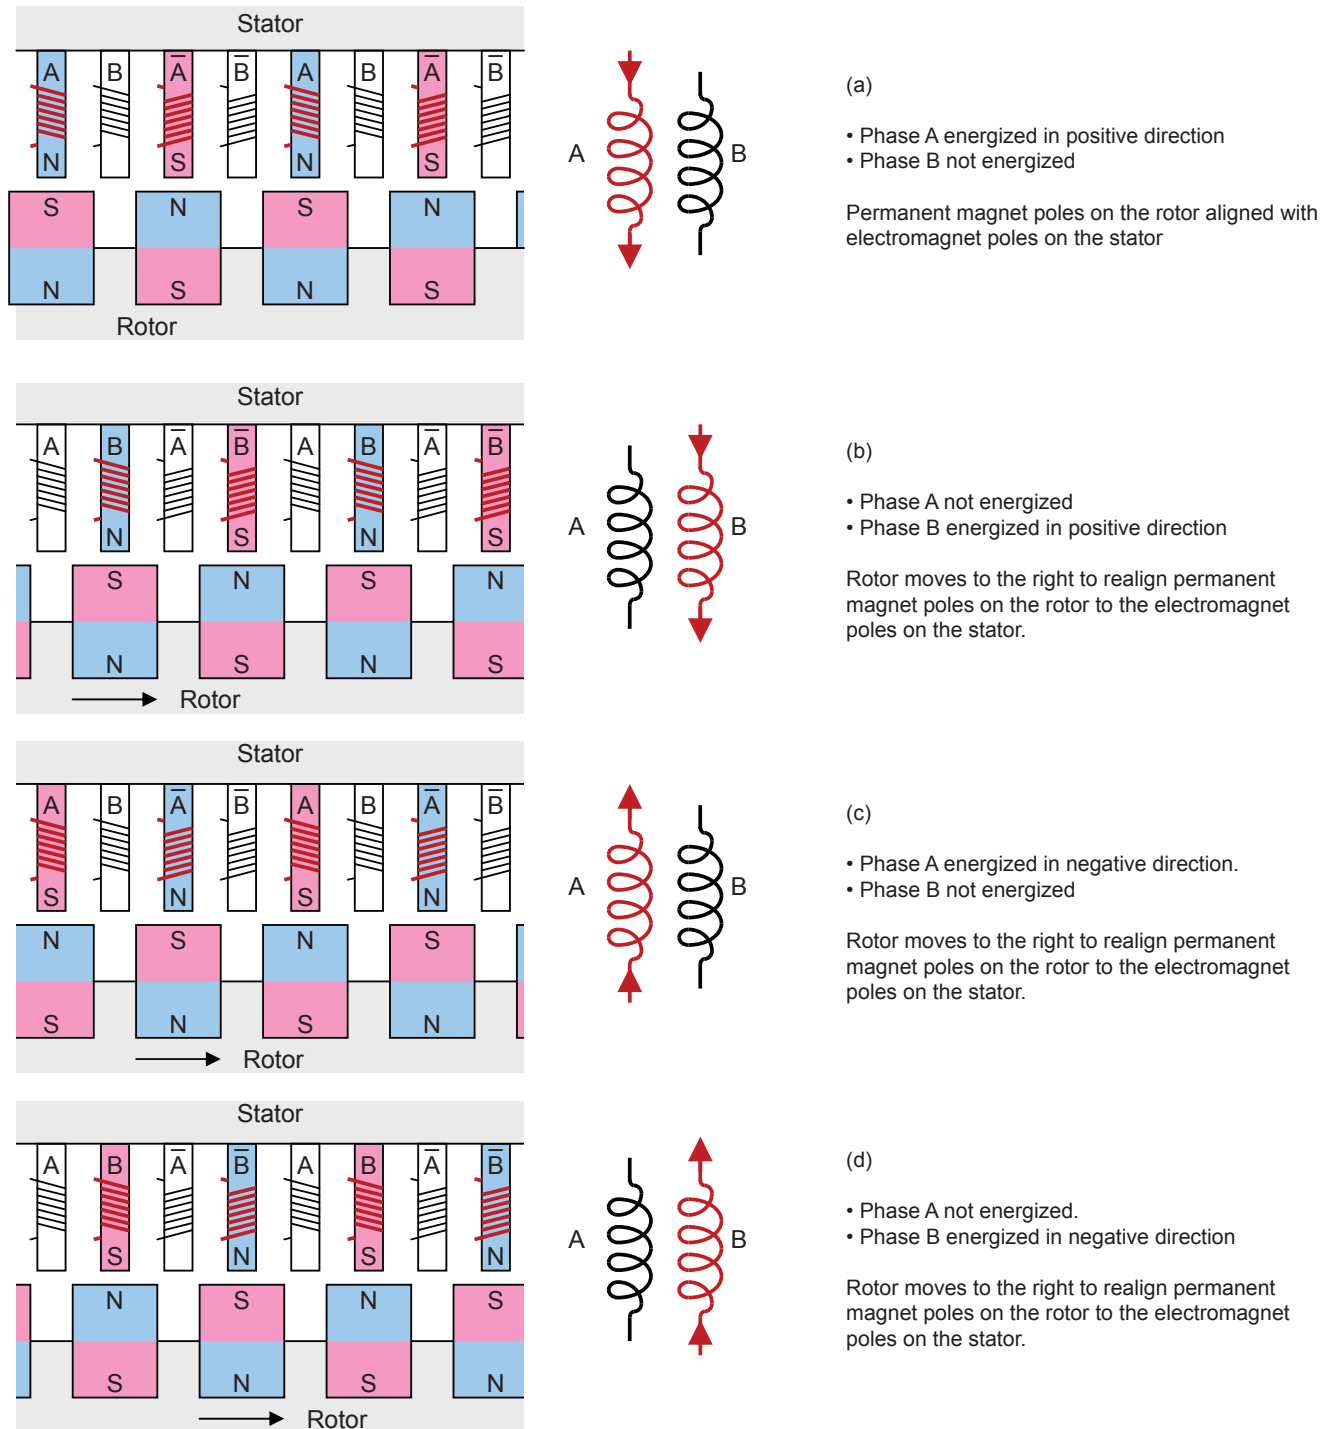 Stator
A B A̅ B̅ A B A̅ B̅
N S N S
S N S N
N S N S
Rotor
A B
(a)
• Phase A energized in positive direction
• Phase B not energized
Permanent magnet poles on the rotor aligned with
electromagnet poles on the stator
Stator
A B A̅ B̅ A B A̅ B̅
N S N S
S N S N
N S N S
Rotor
A B
(b)
• Phase A not energized
• Phase B energized in positive direction
Rotor moves to the right to realign permanent
magnet poles on the rotor to the electromagnet
poles on the stator.
Stator
A B A̅ B̅ A B A̅ B̅
S N S N
N S N S
S N S N
Rotor
A B
(c)
• Phase A energized in negative direction.
• Phase B not energized
Rotor moves to the right to realign permanent
magnet poles on the rotor to the electromagnet
poles on the stator.
Stator
A B A̅ B̅ A B A̅ B̅
S N S N
N S N S
S N S N
Rotor
A B
(d)
• Phase A not energized.
• Phase B energized in negative direction
Rotor moves to the right to realign permanent
magnet poles on the rotor to the electromagnet
poles on the stator.